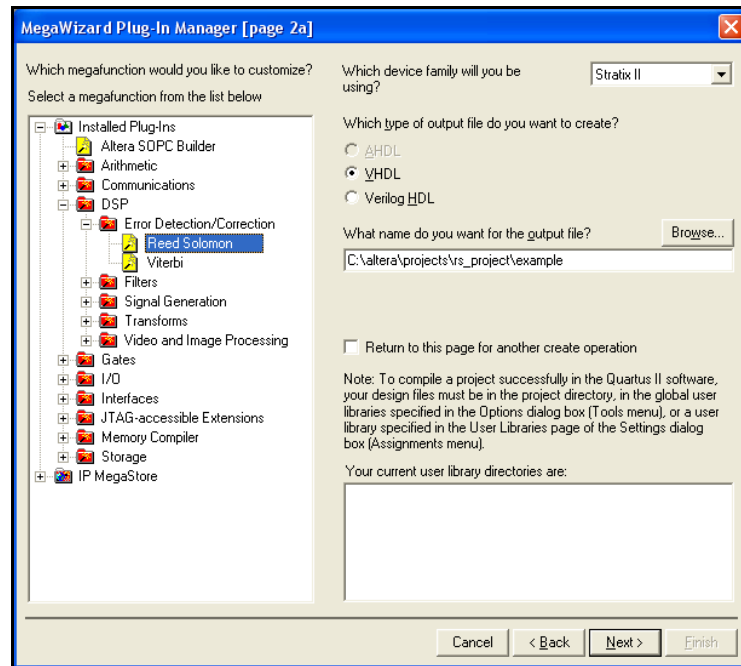 MegaWizard Plug-In Manager [page 2a]
Which megafunction would you like to customize?
Select a megafunction from the list below
Installed Plug-Ins
Altera SOPC Builder
Arithmetic
Communications
DSP
Error Detection/Correction
Reed Solomon
Viterbi
Filters
Signal Generation
Transforms
Video and Image Processing
Gates
I/O
Interfaces
JTAG-accessible Extensions
Memory Compiler
Storage
IP MegaStore
Which device family will you be
using?
Stratix II
Which type of output file do you want to create?
AHDL
VHDL
Verilog HDL
What name do you want for the output file?
Browse...
C:\altera\projects\rs_project\example
Return to this page for another create operation
Note: To compile a project successfully in the Quartus II software,
your design files must be in the project directory, in the global user
libraries specified in the Options dialog box (Tools menu), or a user
library specified in the User Libraries page of the Settings dialog
box (Assignments menu).
Your current user library directories are:
Cancel
< Back
Next >
Finish